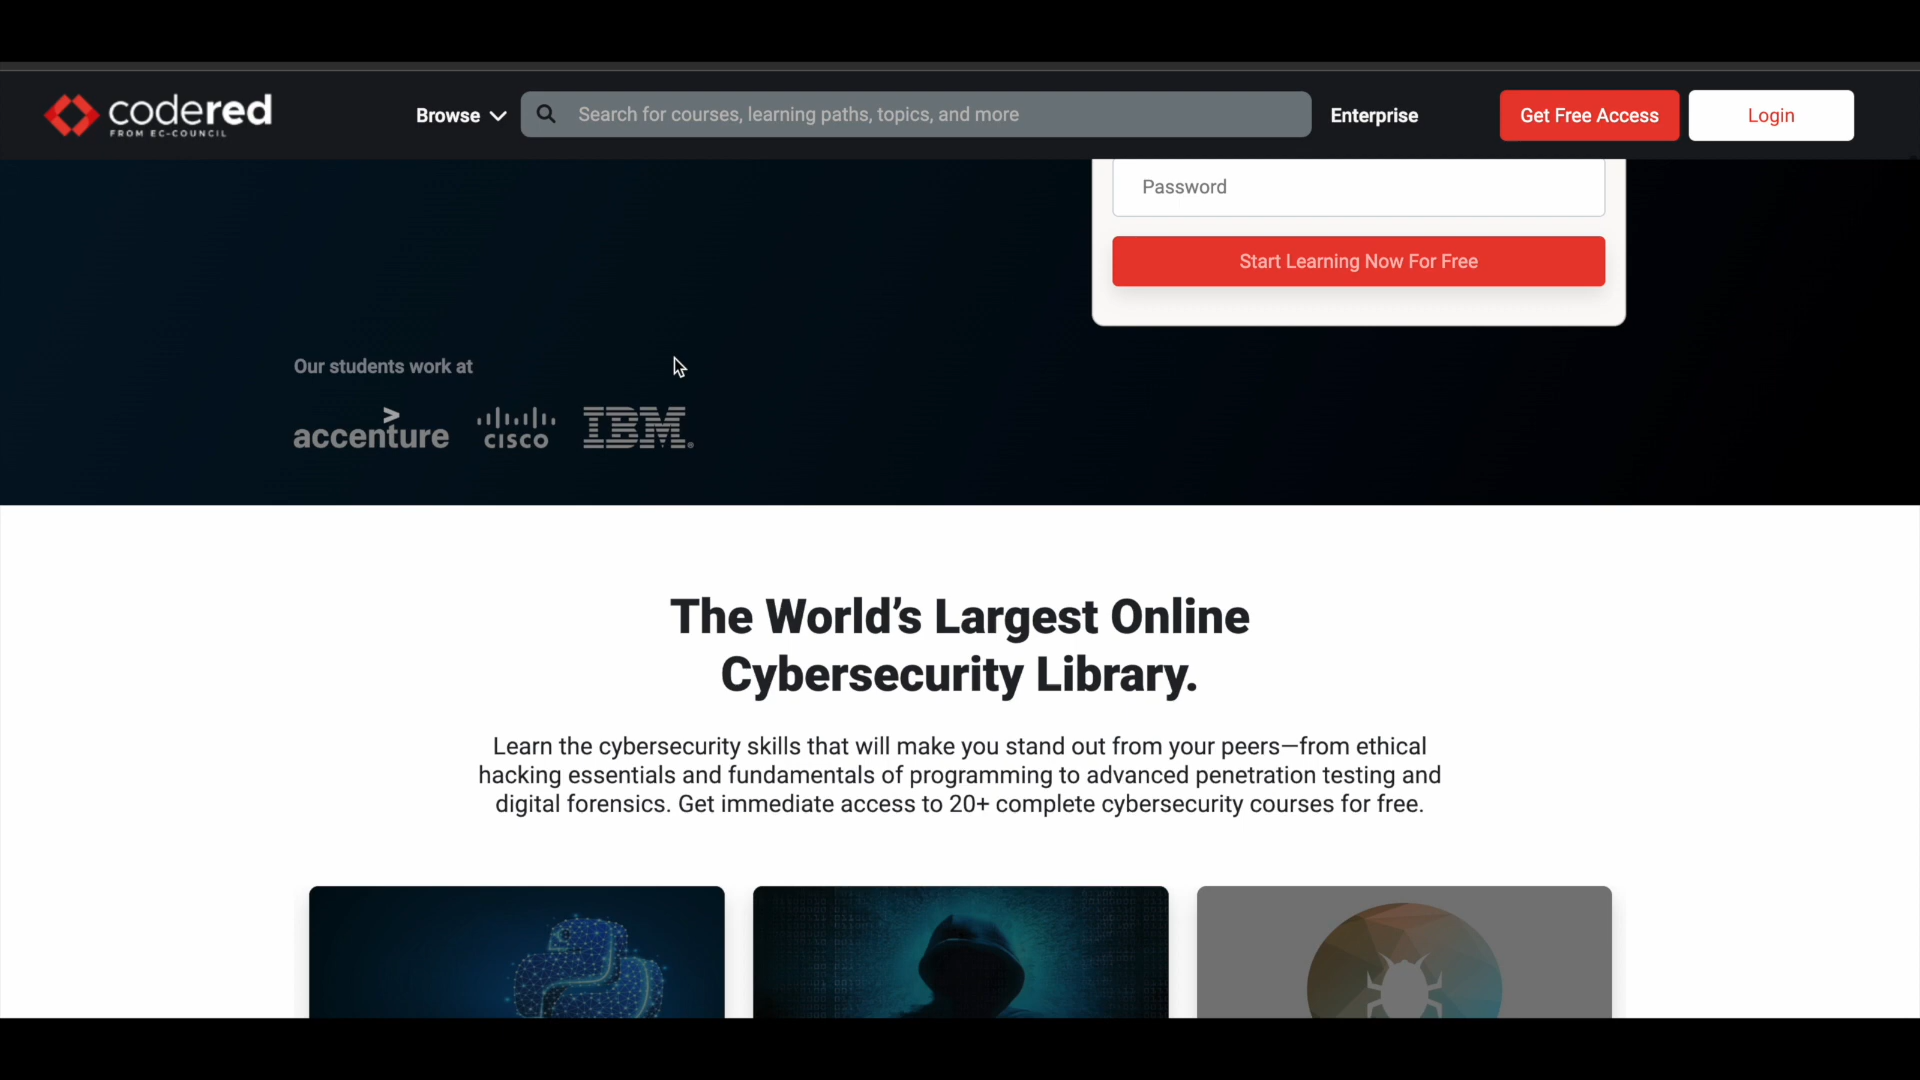 codered
FROM EC-COUNCIL
Browse
Search for courses, learning paths, topics, and more
Enterprise
Get Free Access
Login
Password
Start Learning Now For Free
Our students work at
accenture
CISCO
IBM®
The World’s Largest Online
Cybersecurity Library.
Learn the cybersecurity skills that will make you stand out from your peers—from ethical
hacking essentials and fundamentals of programming to advanced penetration testing and
digital forensics. Get immediate access to 20+ complete cybersecurity courses for free.